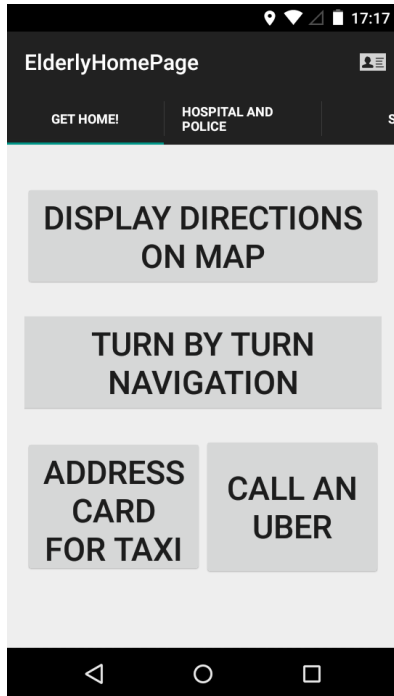 17:17
ElderlyHomePage
GET HOME!
HOSPITAL AND
POLICE
S
DISPLAY DIRECTIONS
ON MAP
TURN BY TURN
NAVIGATION
ADDRESS
CARD
FOR TAXI
CALL AN
UBER